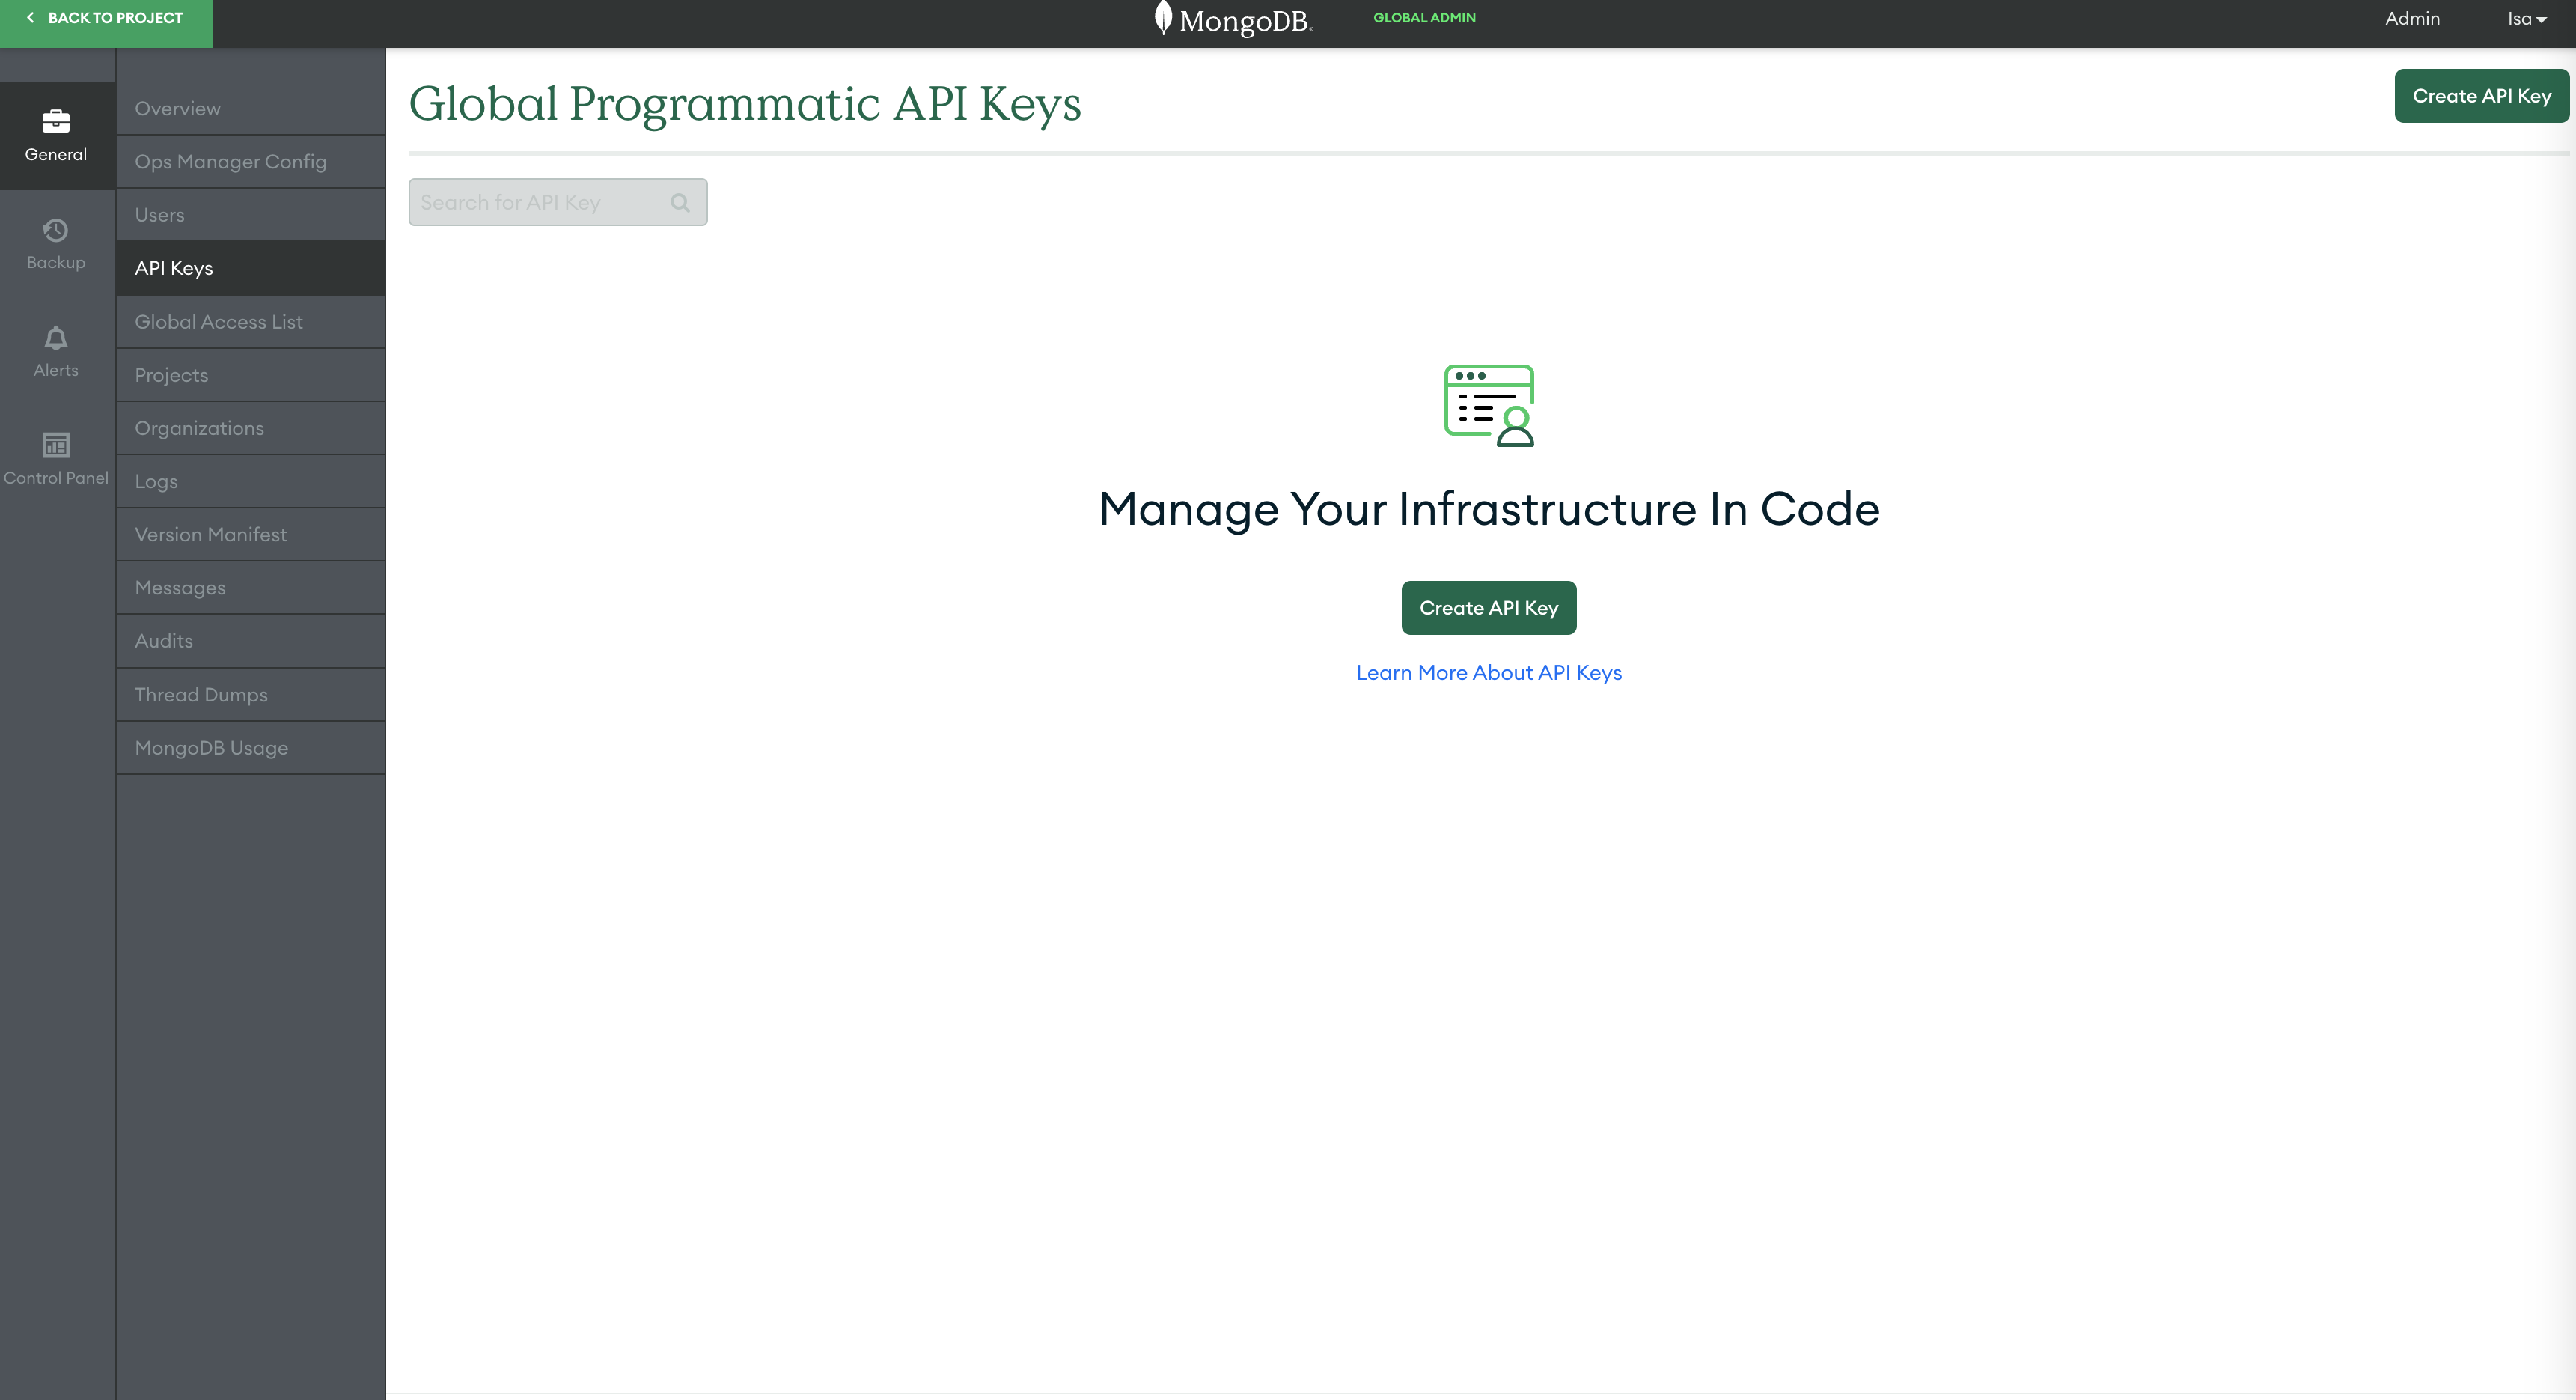 BACK TO PROJECT
MongoDB.
GLOBAL ADMIN
Admin
Isa
General
Backup
Alerts
Control Panel
Overview
Ops Manager Config
Users
API Keys
Global Access List
Projects
Organizations
Logs
Version Manifest
Messages
Audits
Thread Dumps
MongoDB Usage
Global Programmatic API Keys
Create API Key
Search for API Key
Manage Your Infrastructure In Code
Create API Key
Learn More About API Keys